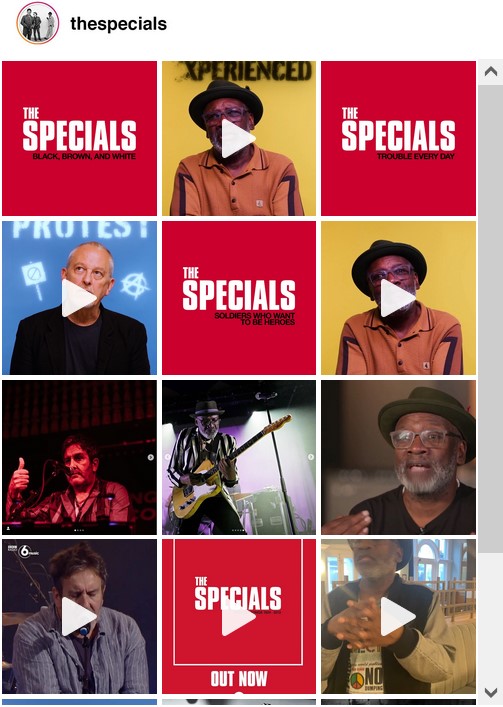 thespecials
THE
SPECIALS
BLACK, BROWN, AND WHITE
XPERIENCED
THE
SPECIALS
TROUBLE EVERY DAY
PROTEST
THE
SPECIALS
SOLDIERS WHO WANT
TO BE HEROES
BBC
6
MUSIC
THE
SPECIALS
OUT NOW
NO
DUMPING